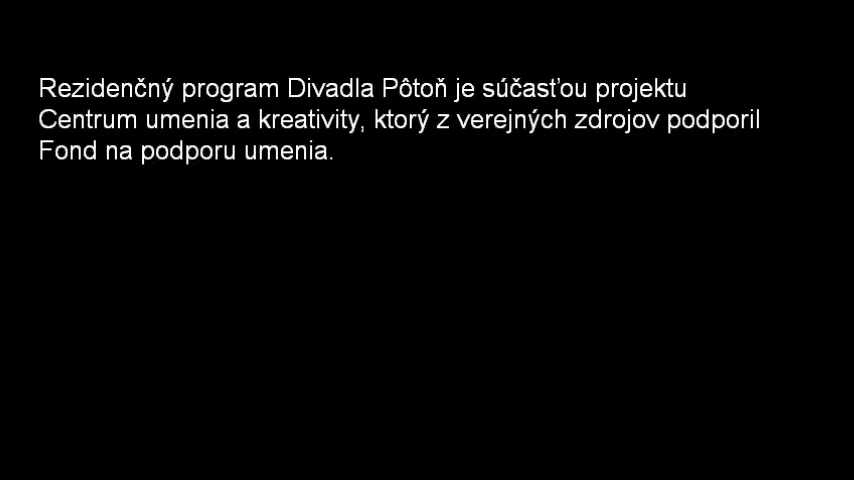 Rezidenčný program Divadla Pôtoň je súčasťou projektu
Centrum umenia a kreativity, ktorý z verejných zdrojov podporil
Fond na podporu umenia.